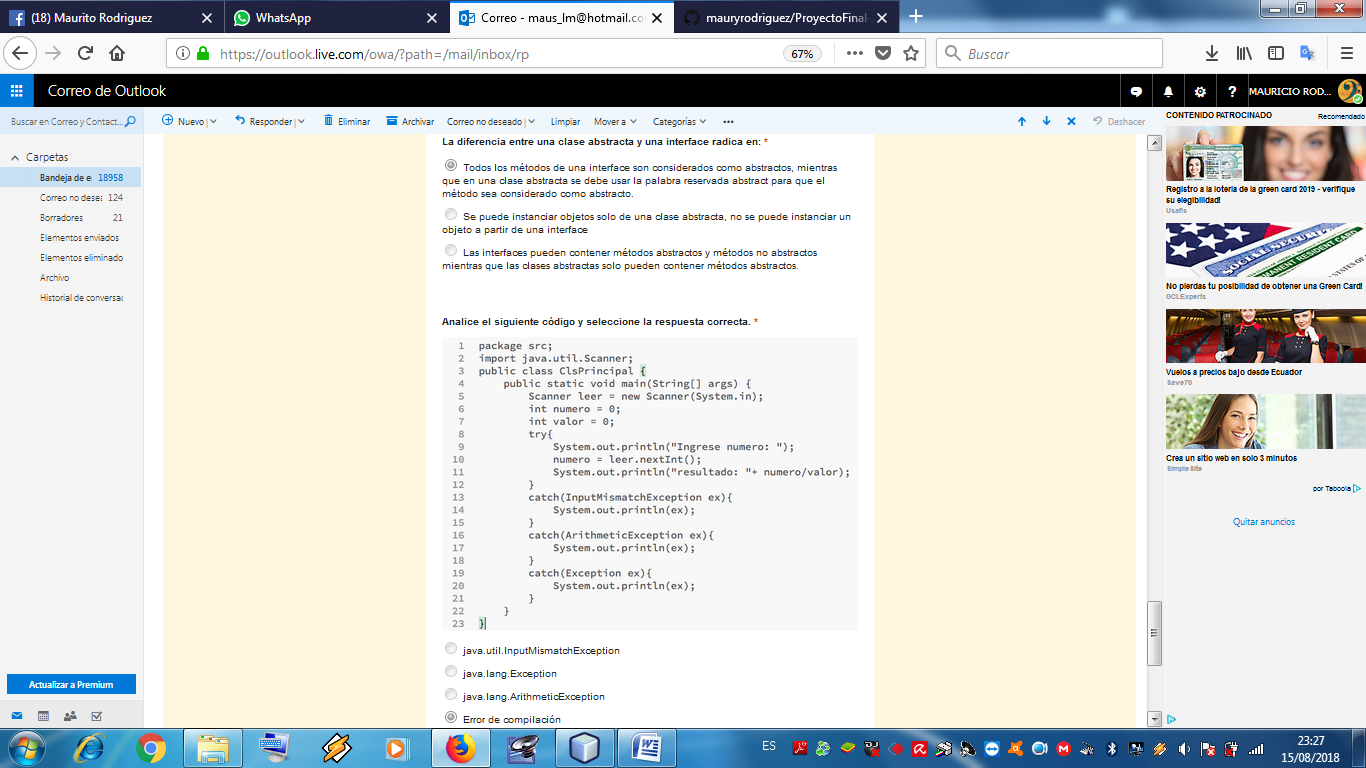 (18) Maurito Rodriguez
WhatsApp
Correo - maus_lm@hotmail.co
mauryrodriguez/ProyectoFinal-
https://outlook.live.com/owa/?path=/mail/inbox/rp
67%
Buscar
Correo de Outlook
MAURICIO ROD...
Buscar en Correo y Contact...
Nuevo
Responder
Eliminar
Archivar
Correo no deseado
Limpiar
Mover a
Categorías
Deshacer
Carpetas
Bandeja de e 18958
Correo no dese 124
Borradores 21
Elementos enviados
Elementos eliminado
Archivo
Historial de conversac
Actualizar a Premium
La diferencia entre una clase abstracta y una interface radica en: *
Todos los métodos de una interface son considerados como abstractos, mientras
que en una clase abstracta se debe usar la palabra reservada abstract para que el
método sea considerado como abstracto.
Se puede instanciar objetos solo de una clase abstracta, no se puede instanciar un
objeto a partir de una interface
Las interfaces pueden contener métodos abstractos y métodos no abstractos
mientras que las clases abstractas solo pueden contener métodos abstractos.
Analice el siguiente código y seleccione la respuesta correcta. *
1 package src;
2 import java.util.Scanner;
3 public class ClsPrincipal {
4 public static void main(String[] args) {
5 Scanner leer = new Scanner(System.in);
6 int numero = 0;
7 int valor = 0;
8 try{
9 System.out.println("Ingrese numero: ");
10 numero = leer.nextInt();
11 System.out.println("resultado: "+ numero/valor);
12 }
13 catch(InputMismatchException ex){
14 System.out.println(ex);
15 }
16 catch(ArithmeticException ex){
17 System.out.println(ex);
18 }
19 catch(Exception ex){
20 System.out.println(ex);
21 }
22 }
23 }
java.util.InputMismatchException
java.lang.Exception
java.lang.ArithmeticException
Error de compilación
CONTENIDO PATROCINADO
Recomendado
Registro a la lotería de la green card 2019 - verifique
su elegibilidad!
Usafis
SOCIAL SECURITY
PERMANENT RESIDENT CARD
No pierdas tu posibilidad de obtener una Green Card!
GCLExperts
Vuelos a precios bajo desde Ecuador
Save70
Crea un sitio web en solo 3 minutos
Simple Site
por Taboola
Quitar anuncios
ES
23:27
15/08/2018